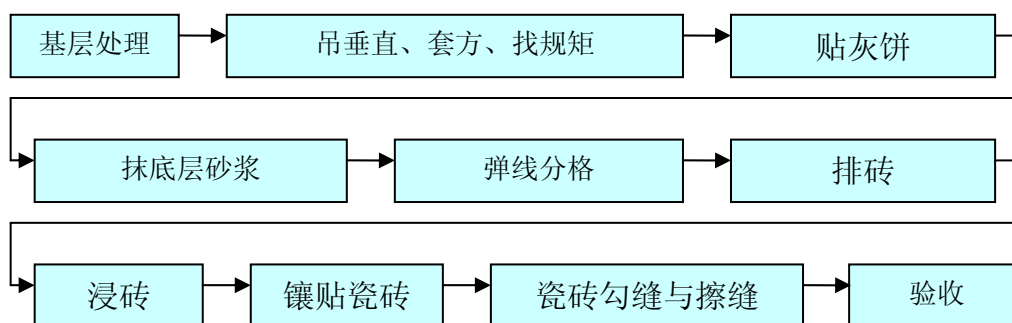 基层处理
吊垂直、套方、找规矩
贴灰饼
抹底层砂浆
弹线分格
排砖
浸砖
镶贴瓷砖
瓷砖勾缝与擦缝
验收